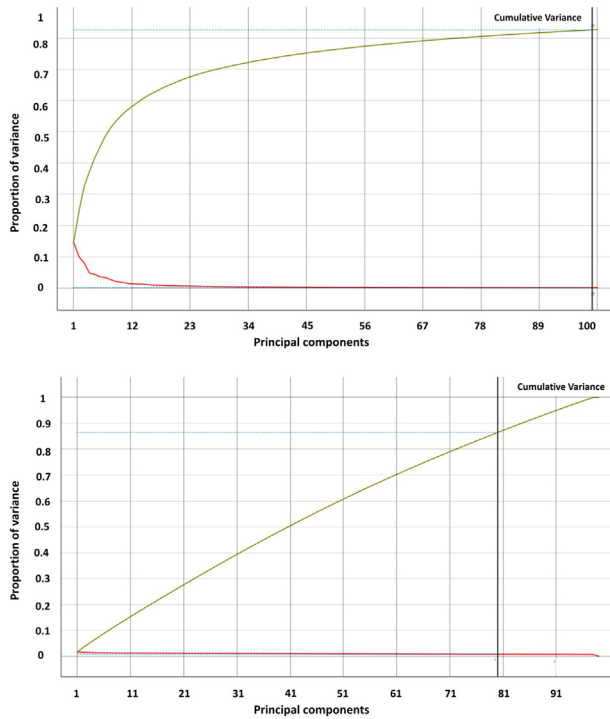 Cumulative Variance
1
0.8
0.7
0.6
0.5
0.4
0.3
0.2
0.1
0
Proportion of variance
1 12 23 34 45 56 67 78 89 100
Principal components
Cumulative Variance
1
0.9
0.8
0.7
0.6
0.5
0.4
0.3
0.2
0.1
0
Proportion of variance
1 11 21 31 41 51 61 71 81 91
Principal components